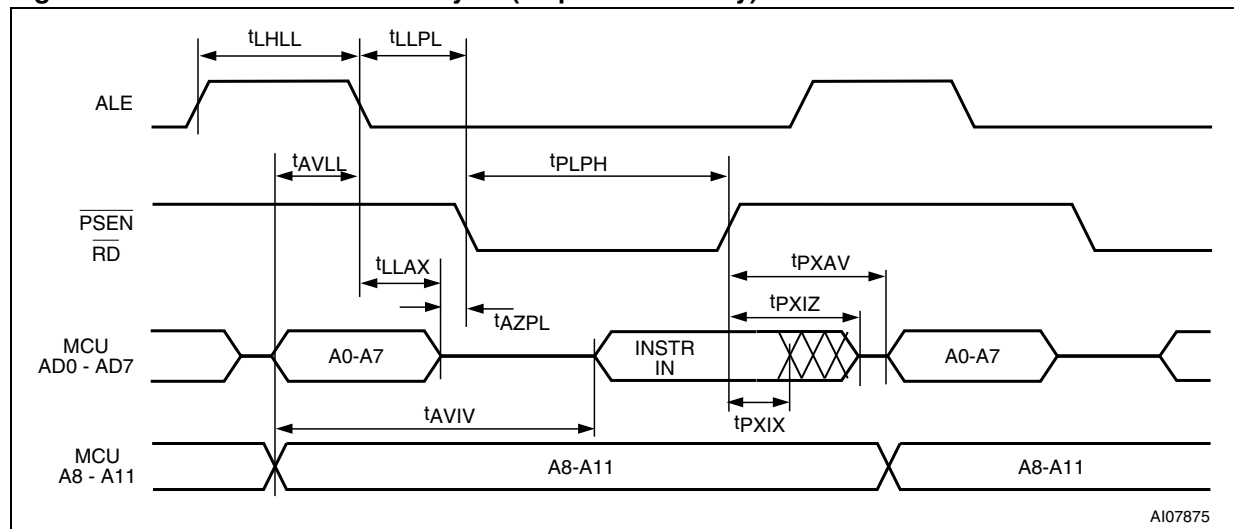 tLHLL
tLLPL
ALE
tAVLL
tPLPH
PSEN
RD
tLLAX
tPXAV
tAZPL
tPXIZ
MCU
AD0 - AD7
A0-A7
INSTR
IN
A0-A7
tAVIV
tPXIX
MCU
A8 - A11
A8-A11
A8-A11
AI07875